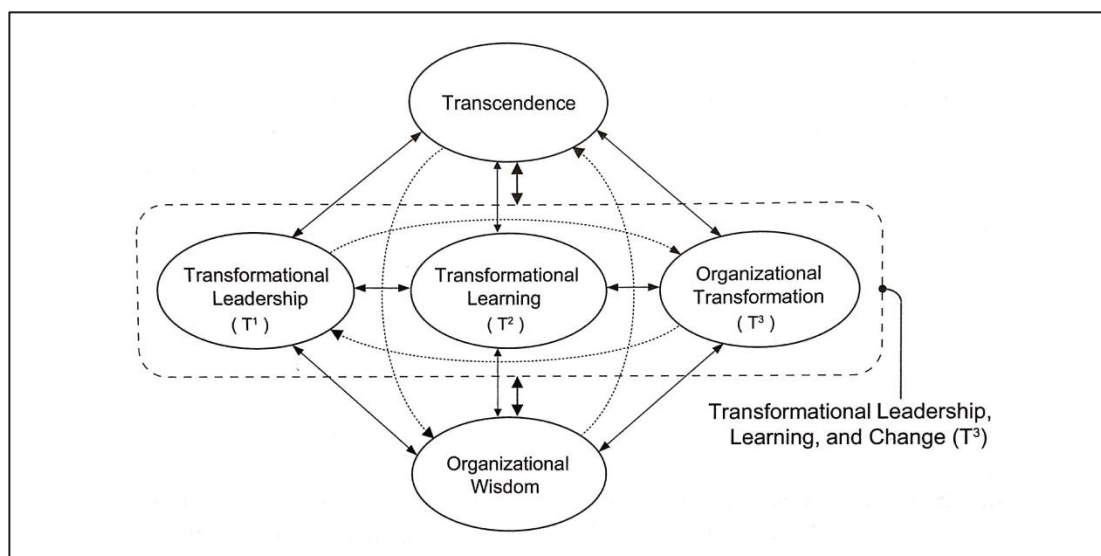 Transcendence
Transformational
Leadership
( T¹ )
Transformational
Learning
( T² )
Organizational
Transformation
( T³ )
Transformational Leadership,
Learning, and Change (T³)
Organizational
Wisdom